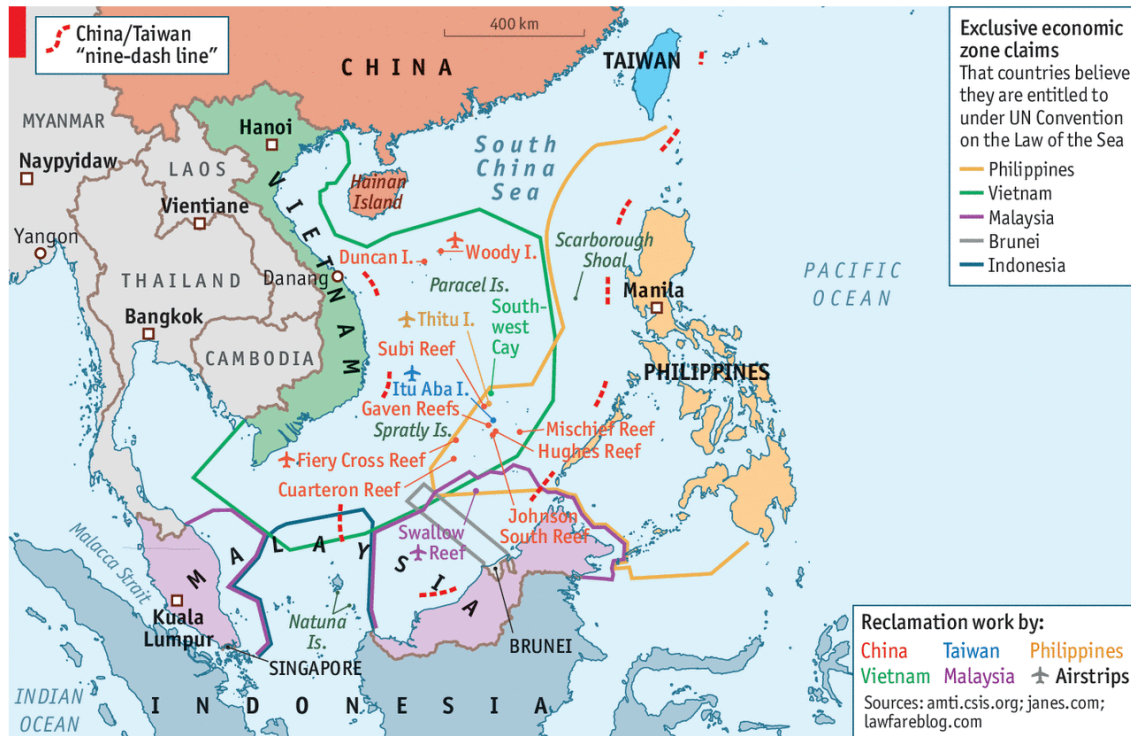 China/Taiwan
“nine-dash line”
400 km
Exclusive economic
zone claims
That countries believe
they are entitled to
under UN Convention
on the Law of the Sea
Philippines
Vietnam
Malaysia
Brunei
Indonesia
CHINA
TAIWAN
MYANMAR
Hanoi
Naypyidaw
LAOS
South
China
Sea
Hainan
Island
Vientiane
VIETNAM
Yangon
Duncan I.
Woody I.
Scarborough
Shoal
PACIFIC
OCEAN
THAILAND
Danang
Paracel Is.
Manila
Bangkok
Thitu I.
South-
west
Cay
Subi Reef
CAMBODIA
Itu Aba I.
PHILIPPINES
Gaven Reefs
Spratly Is.
Mischief Reef
Hughes Reef
Fiery Cross Reef
Cuarteron Reef
Johnson
South Reef
Swallow
Reef
Malacca Strait
MALAYSIA
Kuala
Lumpur
Natuna
Is.
SINGAPORE
BRUNEI
INDIAN
OCEAN
INDONESIA
Reclamation work by:
China Taiwan Philippines
Vietnam Malaysia Airstrips
Sources: amti.csis.org; janes.com;
lawfareblog.com